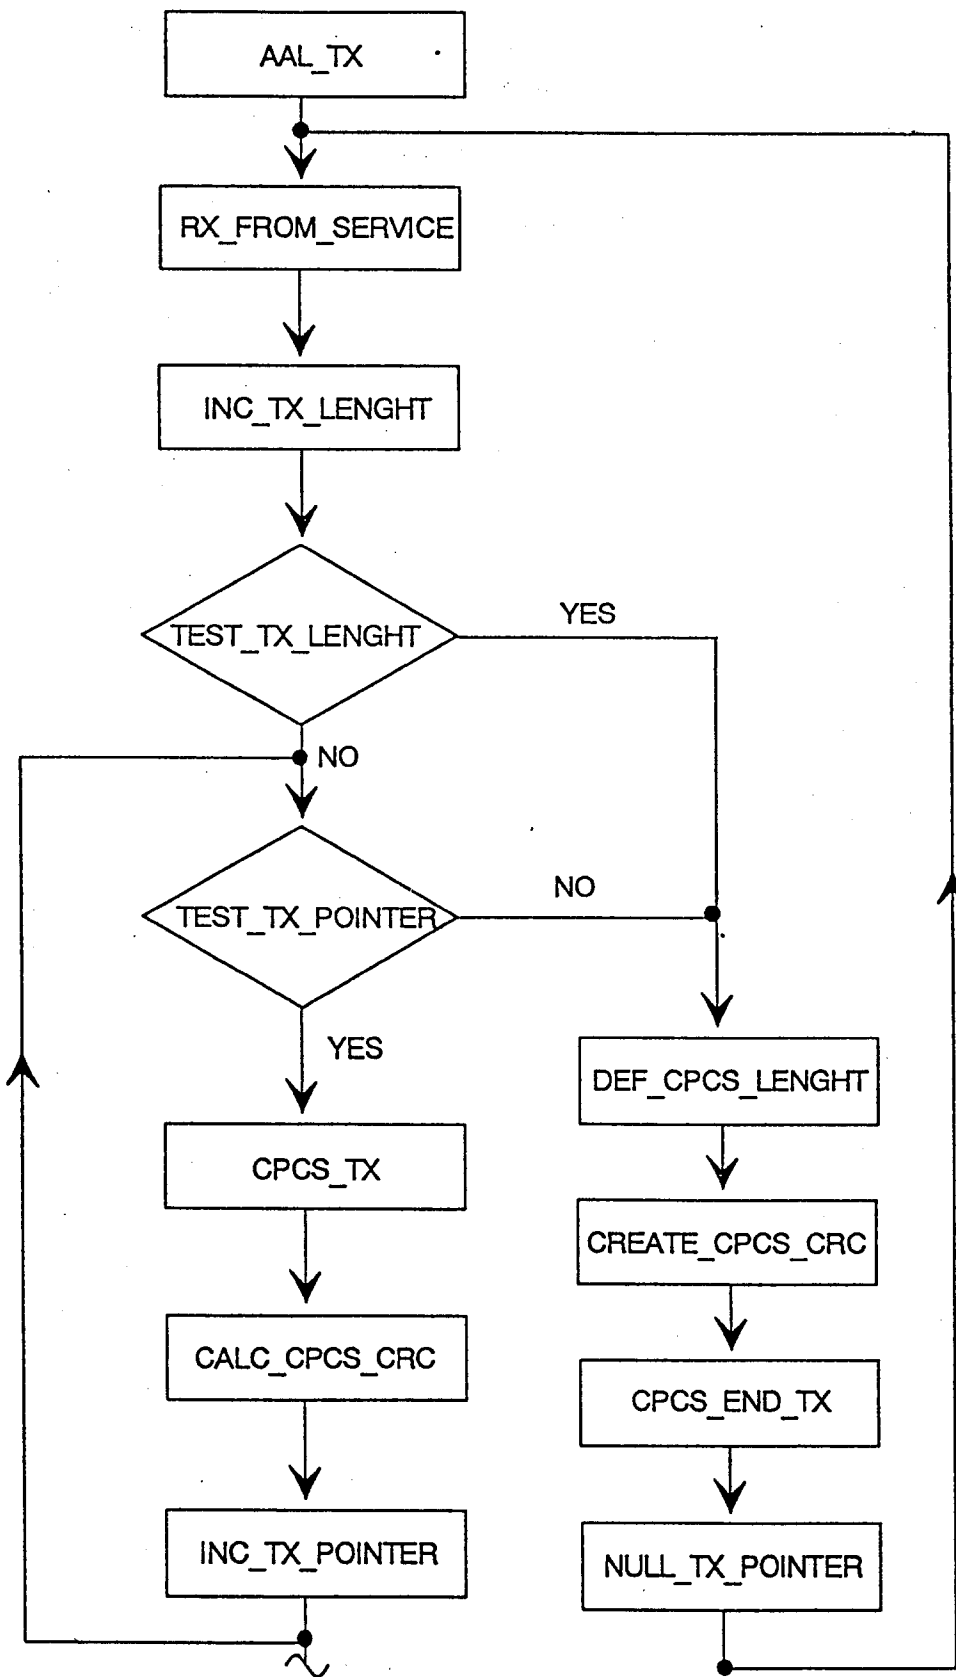 AAL_TX
RX_FROM_SERVICE
INC_TX_LENGHT
TEST_TX_LENGHT
YES
NO
TEST_TX_POINTER
NO
YES
CPCS_TX
CALC_CPCS_CRC
INC_TX_POINTER
DEF_CPCS_LENGHT
CREATE_CPCS_CRC
CPCS_END_TX
NULL_TX_POINTER